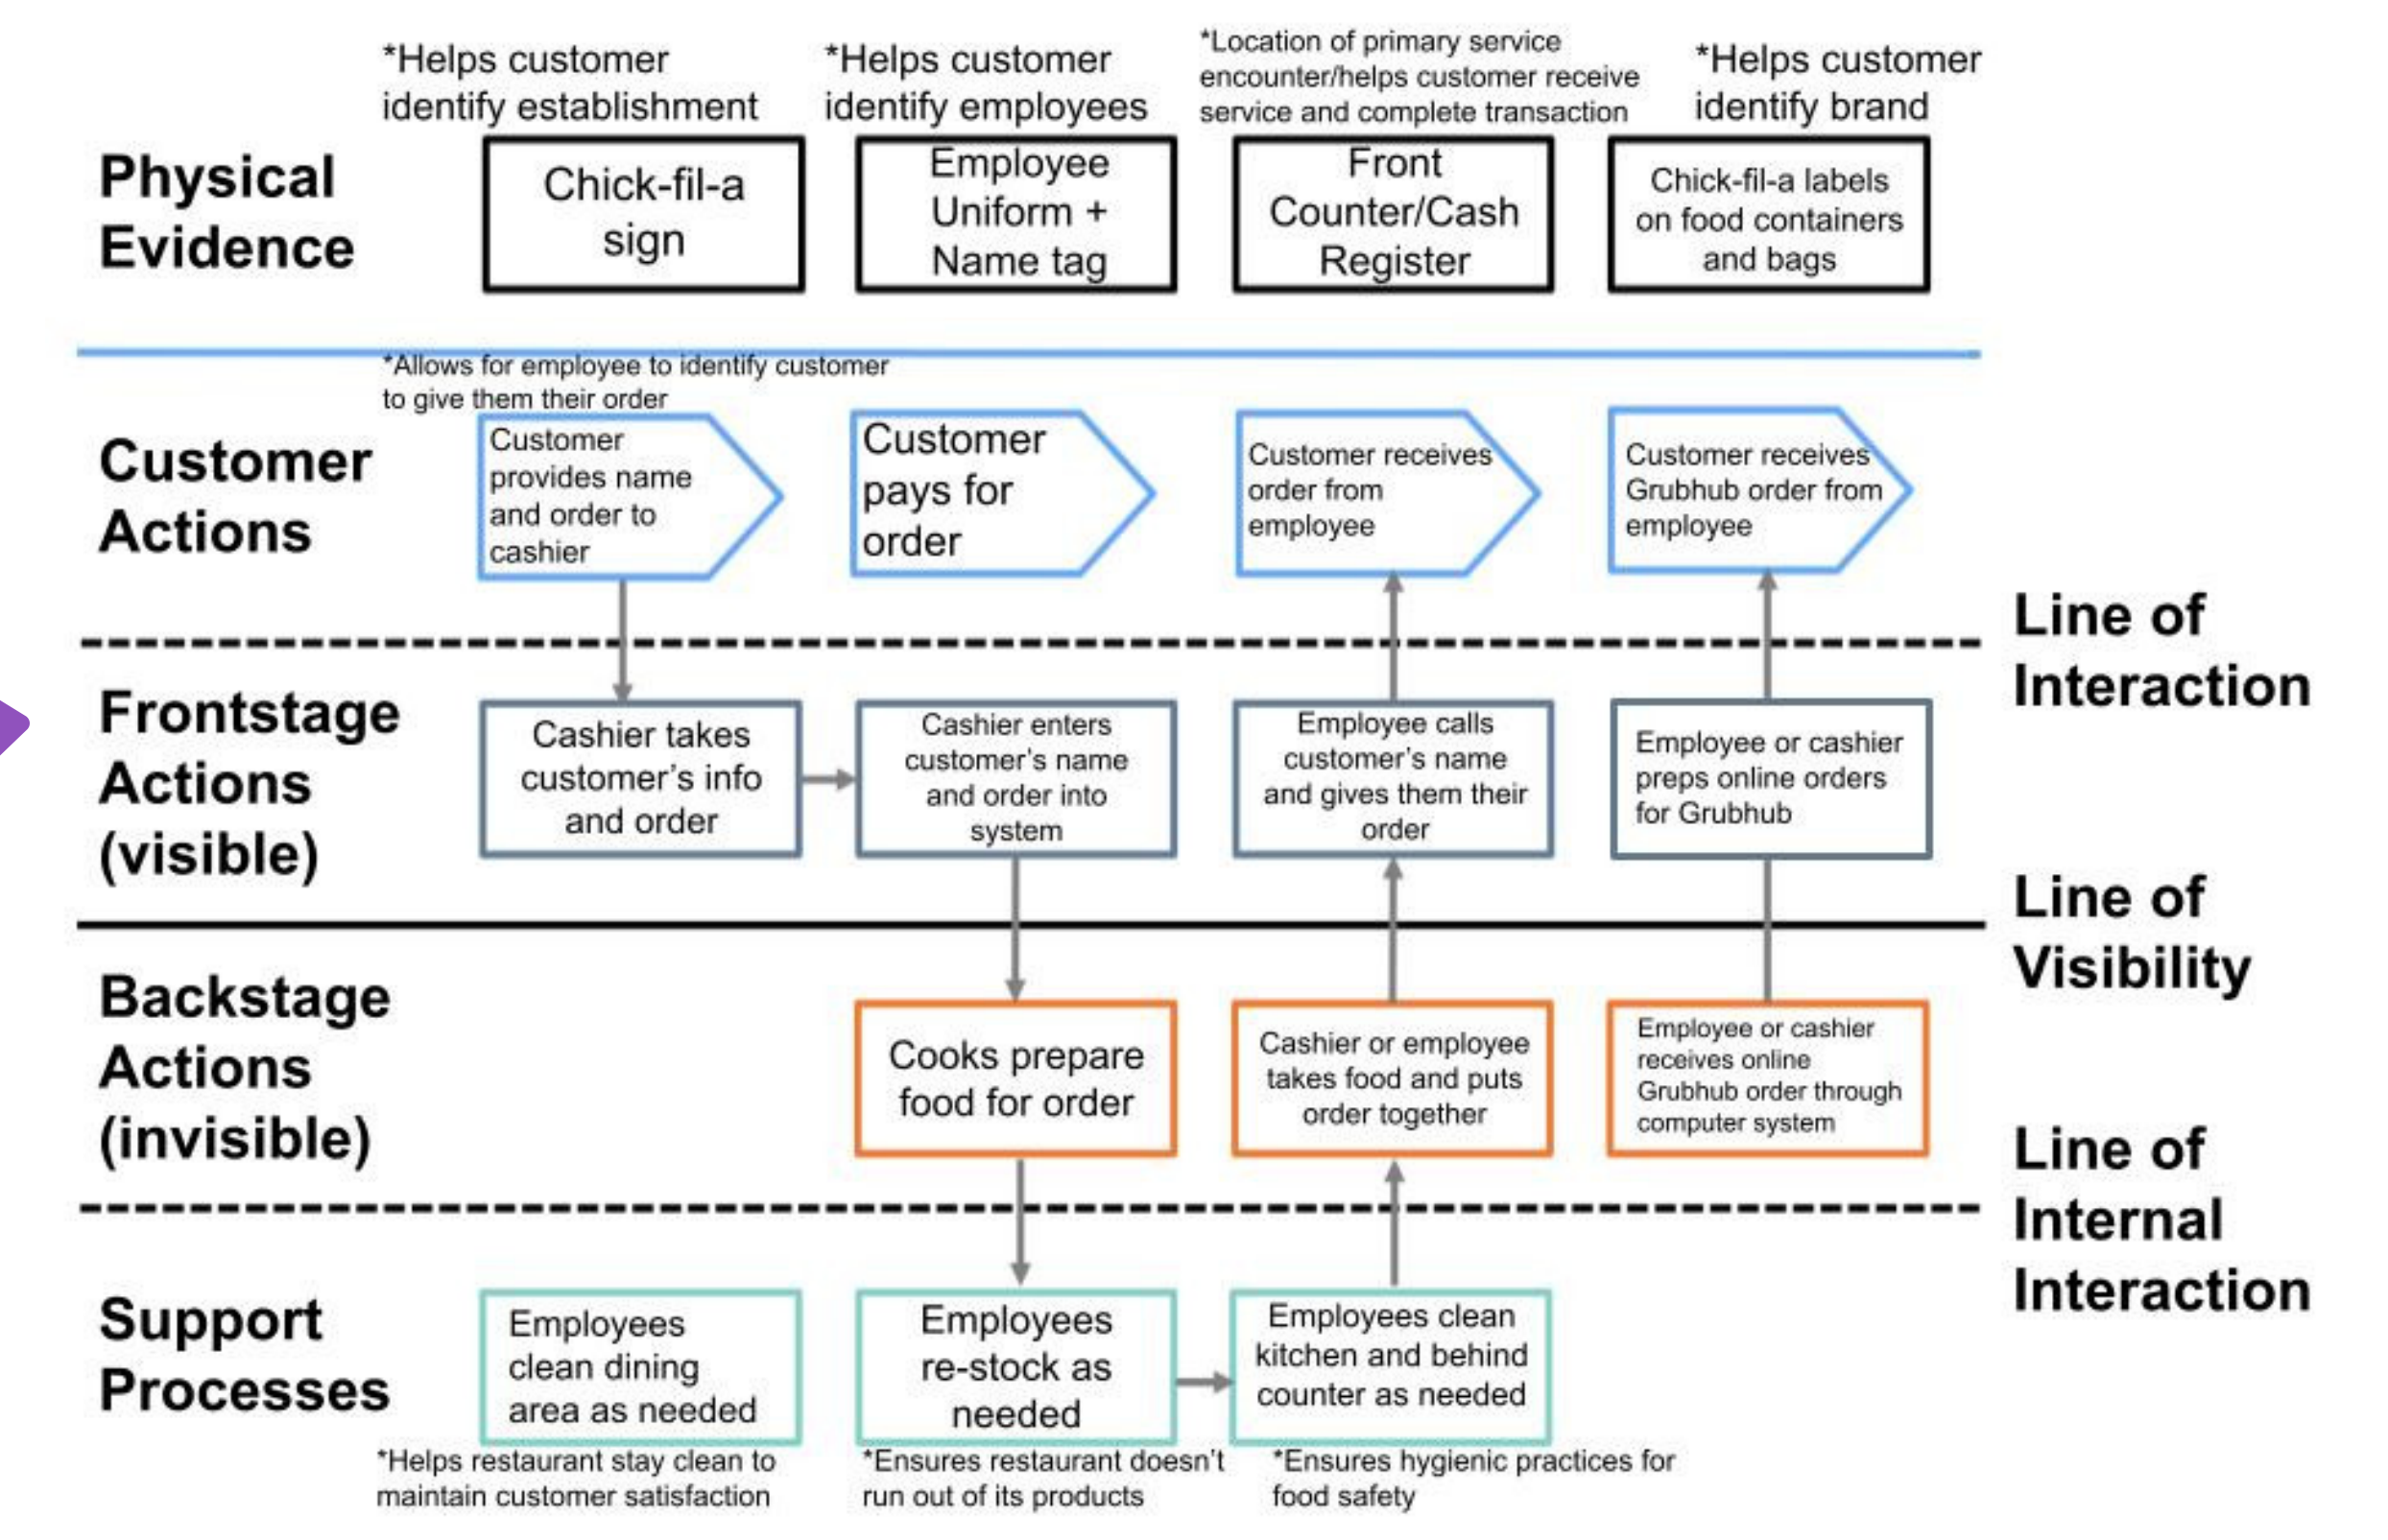 *Helps customer
identify establishment
*Helps customer
identify employees
*Location of primary service
encounter/helps customer receive
service and complete transaction
*Helps customer
identify brand
Physical
Evidence
Chick-fil-a
sign
Employee
Uniform +
Name tag
Front
Counter/Cash
Register
Chick-fil-a labels
on food containers
and bags
*Allows for employee to identify customer
to give them their order
Customer
Actions
Customer
provides name
and order to
cashier
Customer
pays for
order
Customer receives
order from
employee
Customer receives
Grubhub order from
employee
Line of
Interaction
Frontstage
Actions
(visible)
Cashier takes
customer's info
and order
Cashier enters
customer's name
and order into
system
Employee calls
customer's name
and gives them their
order
Employee or cashier
preps online orders
for Grubhub
Line of
Visibility
Backstage
Actions
(invisible)
Cooks prepare
food for order
Cashier or employee
takes food and puts
order together
Employee or cashier
receives online
Grubhub order through
computer system
Line of
Internal
Interaction
Support
Processes
Employees
clean dining
area as needed
Employees
re-stock as
needed
Employees clean
kitchen and behind
counter as needed
*Helps restaurant stay clean to
maintain customer satisfaction
*Ensures restaurant doesn't
run out of its products
*Ensures hygienic practices for
food safety